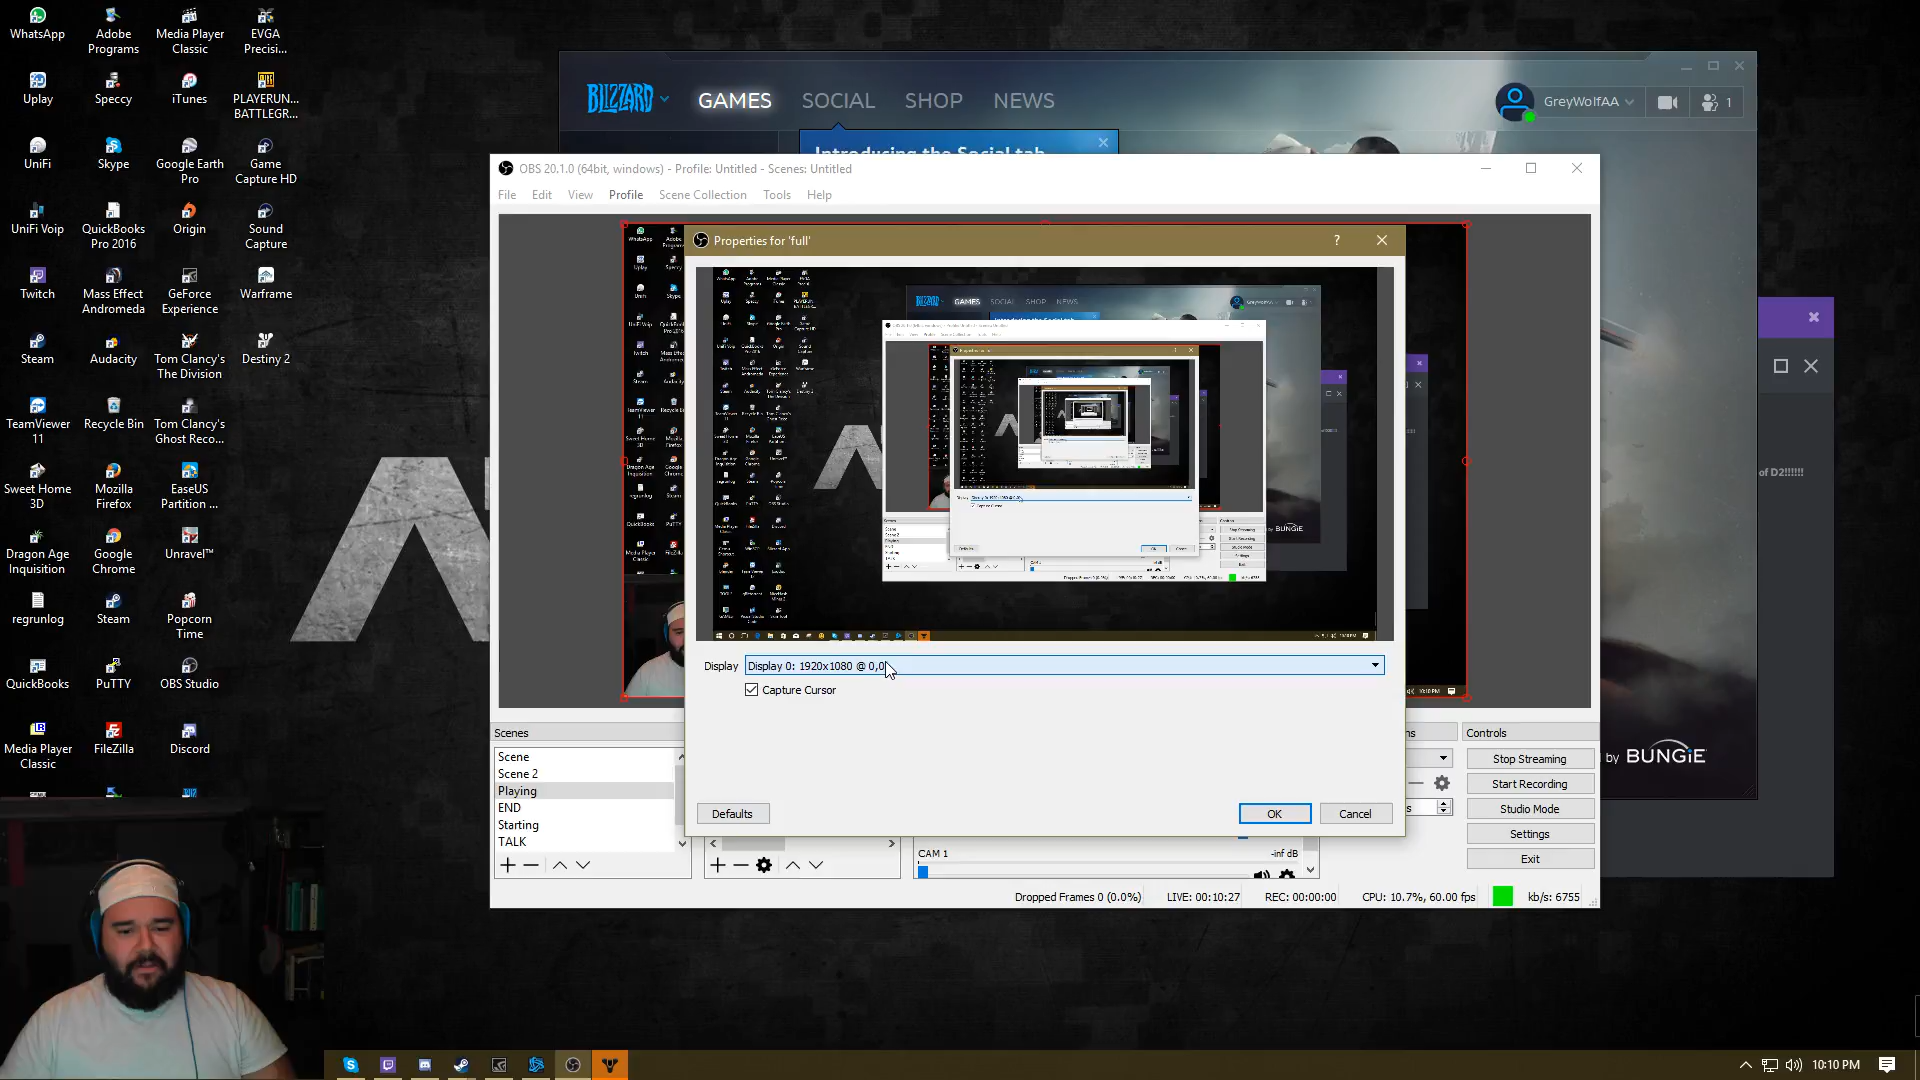 WhatsApp
Adobe
Programs
Media Player
Classic
EVGA
Precisi...
Uplay
Speccy
iTunes
PLAYERUN...
BATTLEGR...
UniFi
Skype
Google Earth
Pro
Game
Capture HD
UniFi Voip
QuickBooks
Pro 2016
Origin
Sound
Capture
Twitch
Mass Effect
Andromeda
GeForce
Experience
Warframe
Steam
Audacity
Tom Clancy's
The Division
Destiny 2
TeamViewer
11
Recycle Bin
Tom Clancy's
Ghost Reco...
Sweet Home
3D
Mozilla
Firefox
EaseUS
Partition ...
Dragon Age
Inquisition
Google
Chrome
Unravel™
regrunlog
Steam
Popcorn
Time
QuickBooks
PuTTY
OBS Studio
Media Player
Classic
FileZilla
Discord
BLIZZARD
GAMES
SOCIAL
SHOP
NEWS
GreyWolfAA
1
Introducing the Social tab
OBS 20.1.0 (64bit, windows) - Profile: Untitled - Scenes: Untitled
File
Edit
View
Profile
Scene Collection
Tools
Help
Properties for 'full'
?
Display
Display 0: 1920x1080 @ 0,0
Capture Cursor
Defaults
OK
Cancel
of D2!!!!!!
by BUNGiE
Scenes
Scene
Scene 2
Playing
END
Starting
TALK
CAM 1
-inf dB
ns
s
Controls
Stop Streaming
Start Recording
Studio Mode
Settings
Exit
Dropped Frames 0 (0.0%)
LIVE: 00:10:27
REC: 00:00:00
CPU: 10.7%, 60.00 fps
kb/s: 6755
10:10 PM